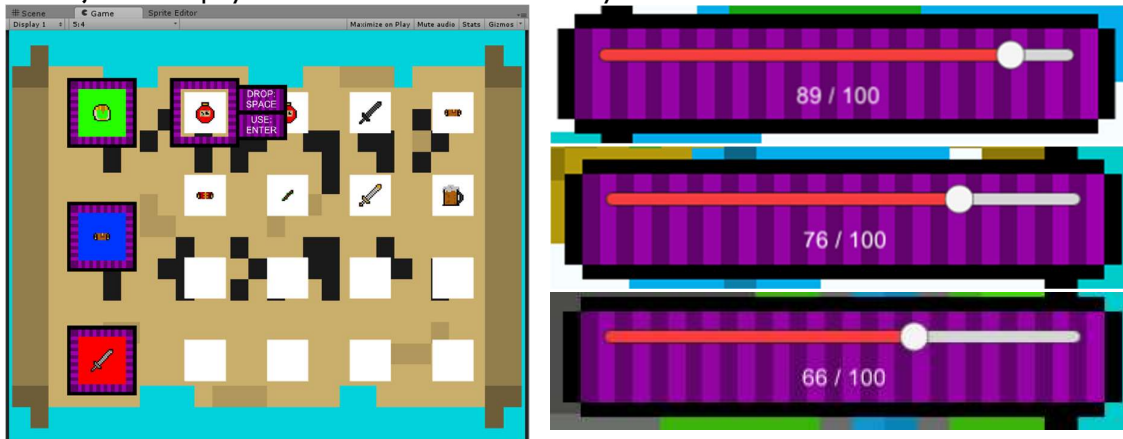 Scene Game Sprite Editor
Display 1 5:4 Maximize on Play Mute audio Stats Gizmos
DROP:
SPACE
USE:
ENTER
89 / 100
76 / 100
66 / 100